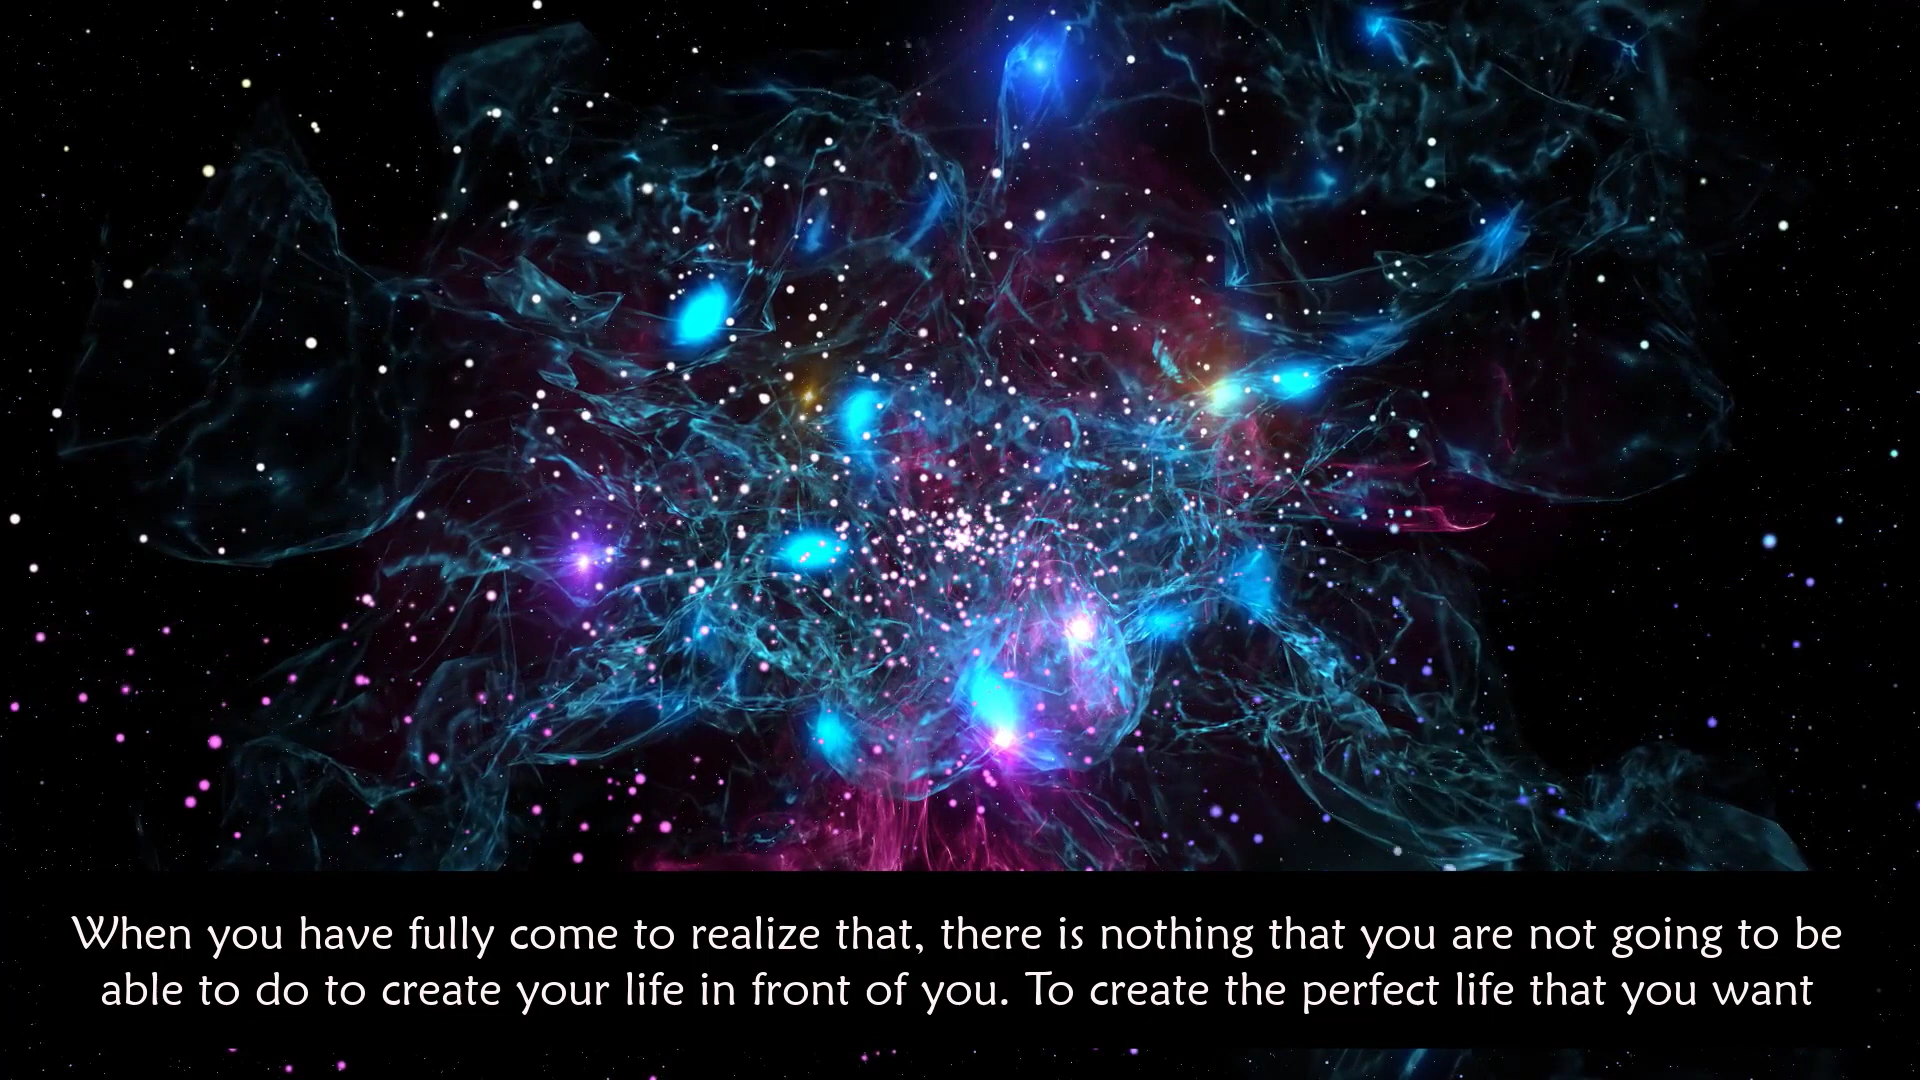 When you have fully come to realize that, there is nothing that you are not going to be
able to do to create your life in front of you. To create the perfect life that you want